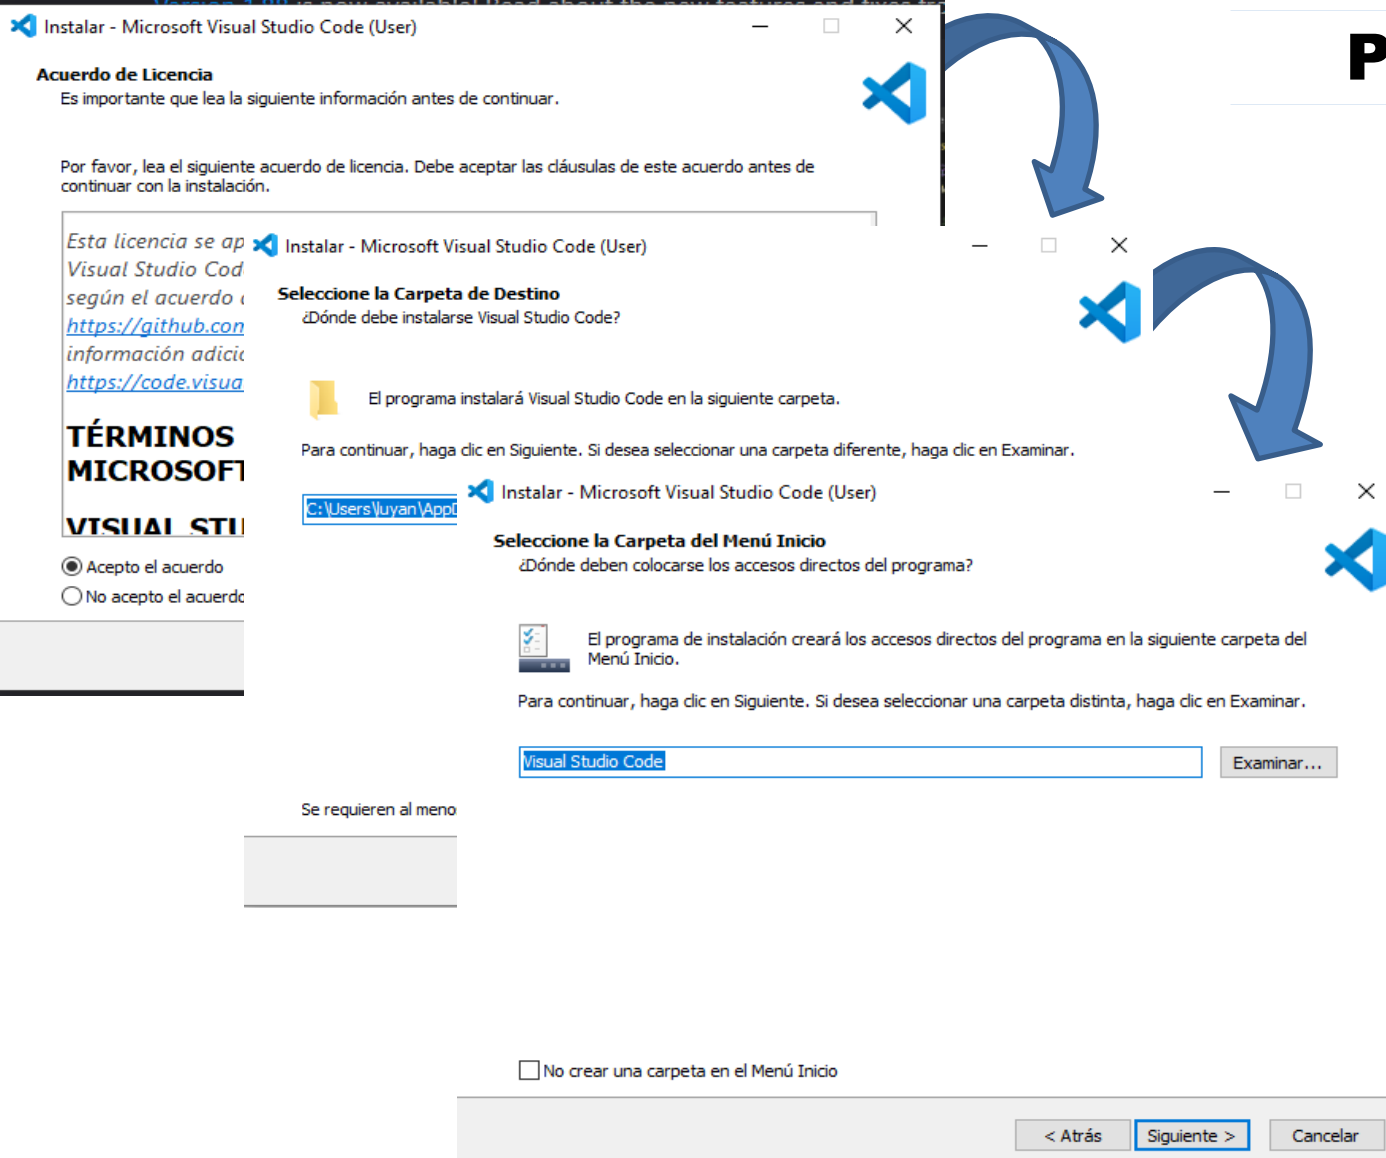 Instalar - Microsoft Visual Studio Code (User)
P
Acuerdo de Licencia
Es importante que lea la siguiente información antes de continuar.
Por favor, lea el siguiente acuerdo de licencia. Debe aceptar las cláusulas de este acuerdo antes de
continuar con la instalación.
Esta licencia se ap
Visual Studio Cod
según el acuerdo
https://github.com
información adicio
https://code.visua
TÉRMINOS
MICROSOFT
VISUAL STU
Acepto el acuerdo
No acepto el acuerdo
Instalar - Microsoft Visual Studio Code (User)
Seleccione la Carpeta de Destino
¿Dónde debe instalarse Visual Studio Code?
El programa instalará Visual Studio Code en la siguiente carpeta.
Para continuar, haga clic en Siguiente. Si desea seleccionar una carpeta diferente, haga clic en Examinar.
C:\Users\luyan\AppD
Se requieren al meno
Instalar - Microsoft Visual Studio Code (User)
Seleccione la Carpeta del Menú Inicio
¿Dónde deben colocarse los accesos directos del programa?
El programa de instalación creará los accesos directos del programa en la siguiente carpeta del
Menú Inicio.
Para continuar, haga clic en Siguiente. Si desea seleccionar una carpeta distinta, haga clic en Examinar.
Visual Studio Code
Examinar...
No crear una carpeta en el Menú Inicio
< Atrás
Siguiente >
Cancelar